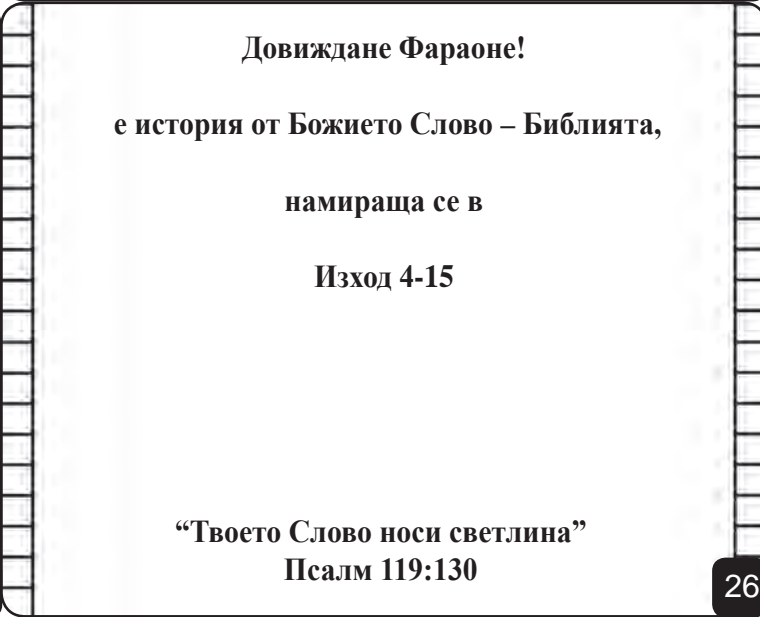 Довиждане Фараоне!
е история от Божието Слово – Библията,
намираща се в
Изход 4-15
“Твоето Слово носи светлина”
Псалм 119:130
26